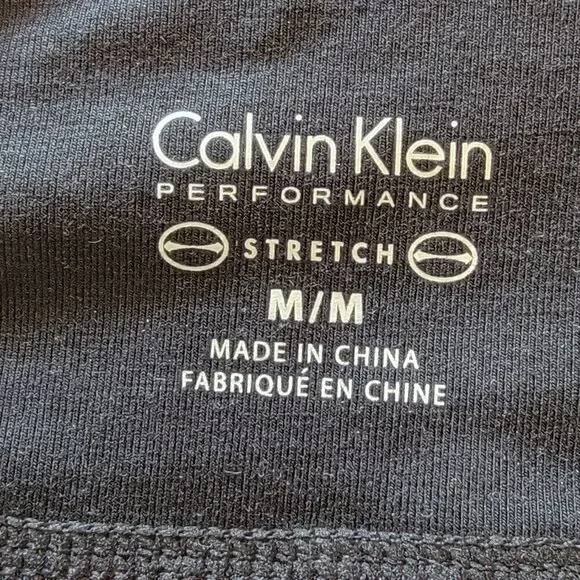 Calvin Klein
PERFORMANCE
STRETCH
M/M
MADE IN CHINA
FABRIQUÉ EN CHINE